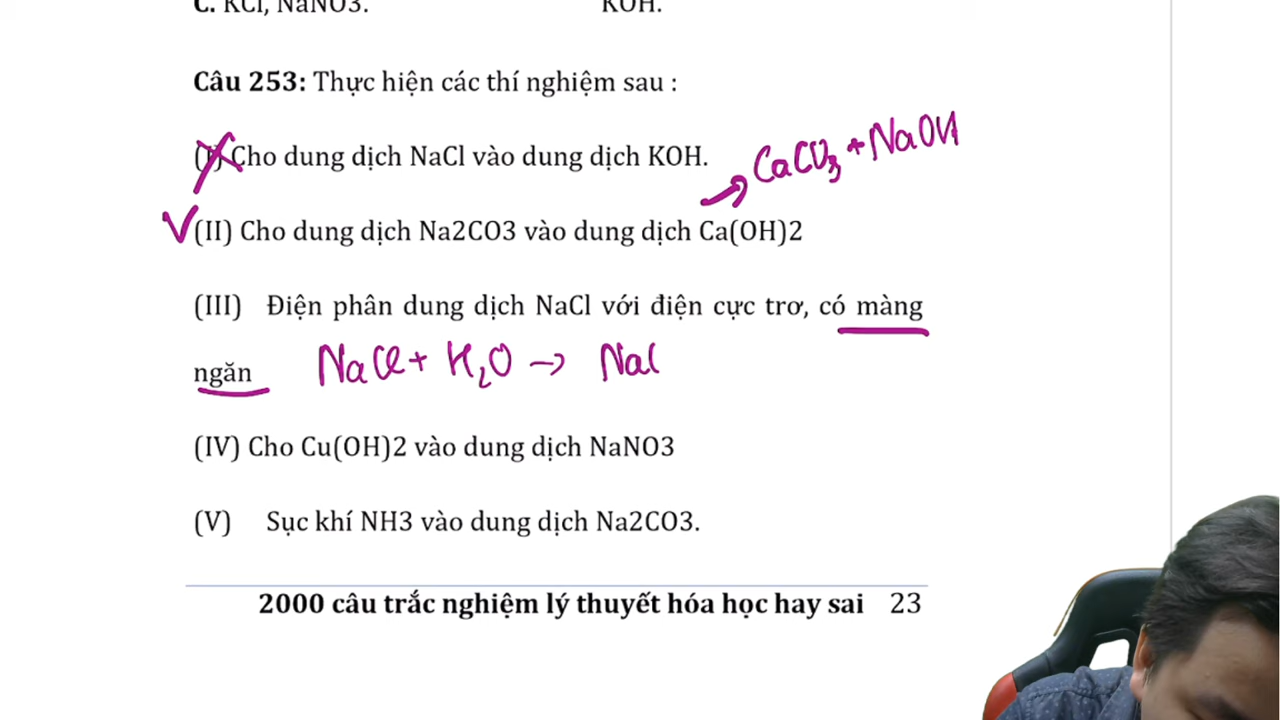 C. KCl, NaNO3. KOH.
Câu 253: Thực hiện các thí nghiệm sau :
CaCO3 + NaOH
(I) Cho dung dịch NaCl vào dung dịch KOH.
(II) Cho dung dịch Na2CO3 vào dung dịch Ca(OH)2
(III) Điện phân dung dịch NaCl với điện cực trơ, có màng
ngăn NaCl + H2O → NaC
(IV) Cho Cu(OH)2 vào dung dịch NaNO3
(V) Sục khí NH3 vào dung dịch Na2CO3.
2000 câu trắc nghiệm lý thuyết hóa học hay sai 23